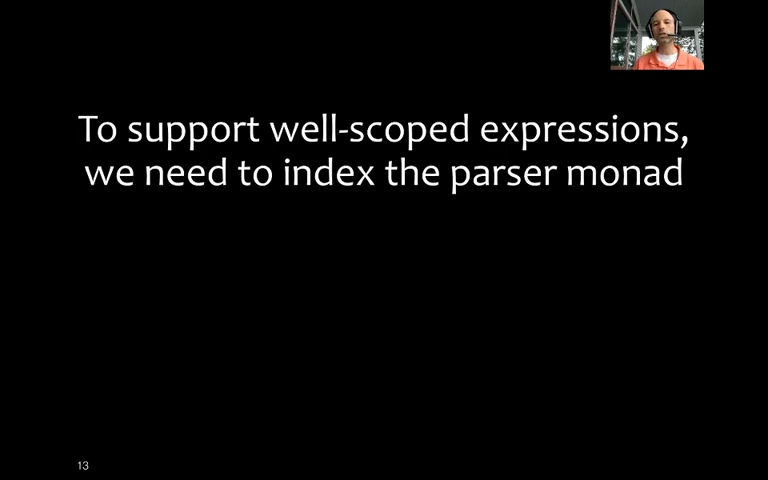 To support well-scoped expressions,
we need to index the parser monad
13